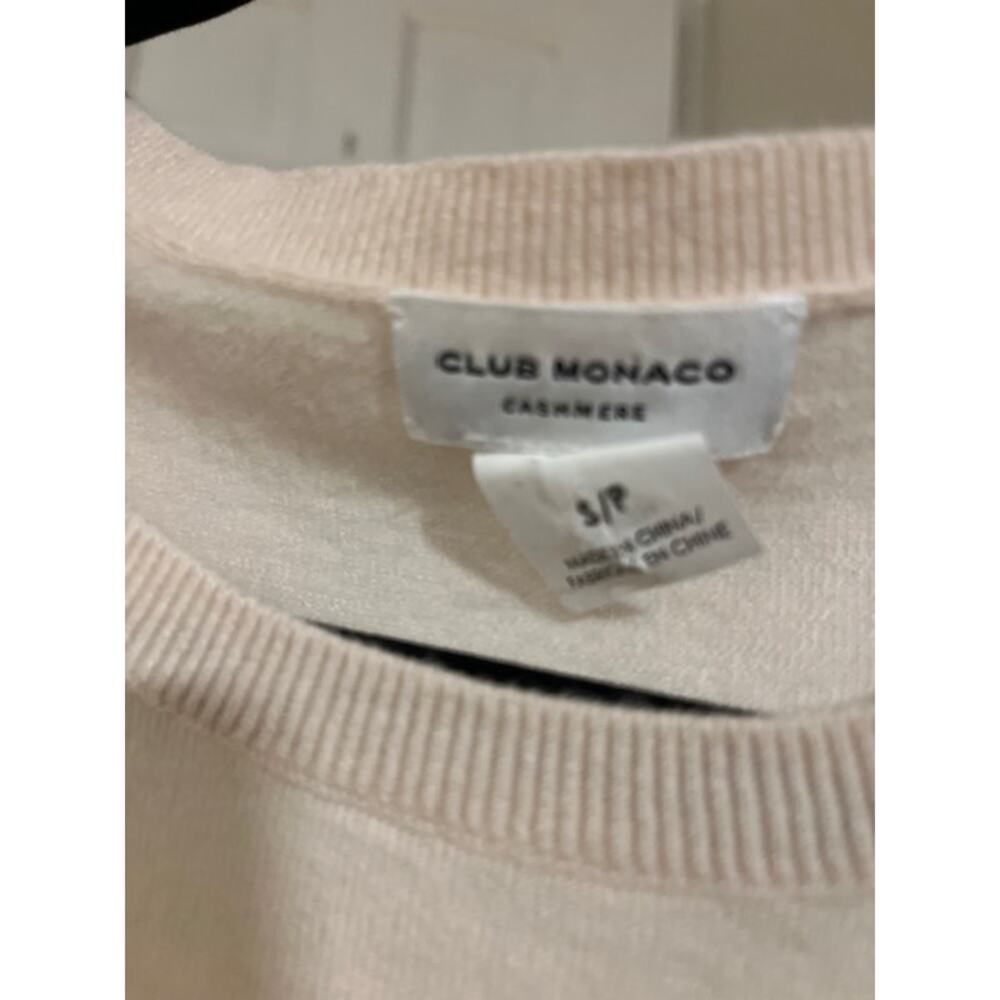 CLUB MONACO
CASHMERE
S/P
MADE IN CHINA/
FABRIQUÉ EN CHINE